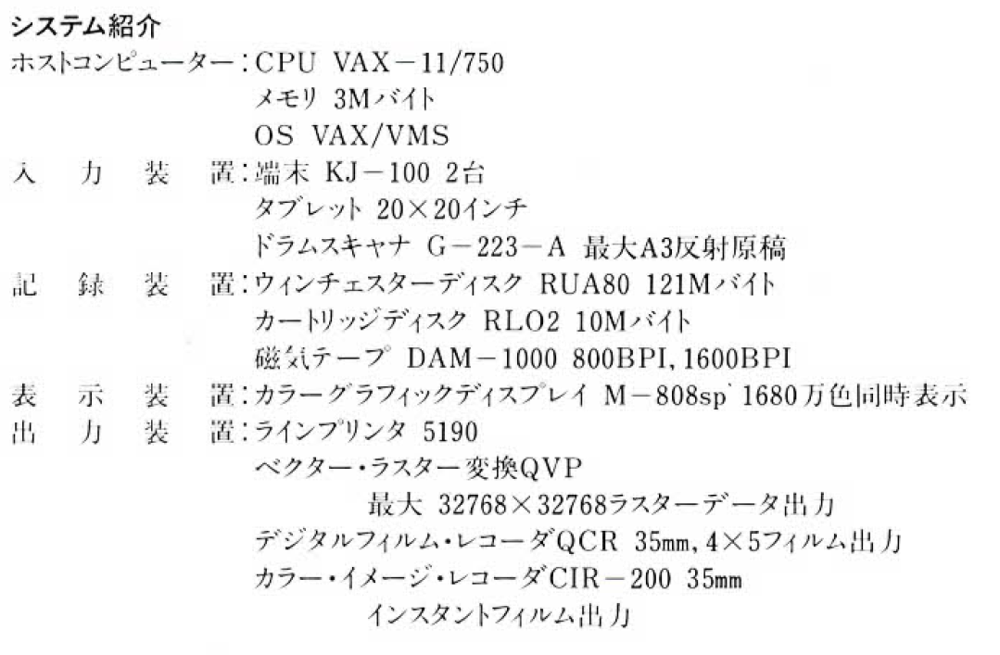 システム紹介
ホストコンピューター:CPU VAX−11/750
メモリ 3Mバイト
OS VAX/VMS
入力装置:端末 KJ−100 2台
タブレット 20×20インチ
ドラムスキャナ G−223−A 最大A3反射原稿
記録装置:ウィンチェスターディスク RUA80 121Mバイト
カートリッジディスク RLO2 10Mバイト
磁気テープ DAM−1000 800BPI,1600BPI
表示装置:カラーグラフィックディスプレイ M−808sp 1680万色同時表示
出力装置:ラインプリンタ 5190
ベクター・ラスター変換QVP
最大 32768×32768ラスターデータ出力
デジタルフィルム・レコーダQCR 35mm,4×5フィルム出力
カラー・イメージ・レコーダCIR−200 35mm
インスタントフィルム出力